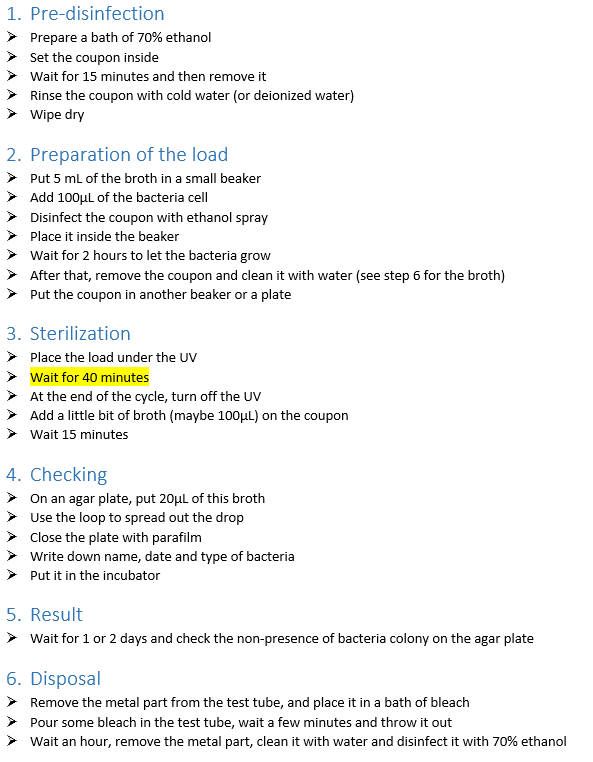 1. Pre-disinfection
➢ Prepare a bath of 70% ethanol
➢ Set the coupon inside
➢ Wait for 15 minutes and then remove it
➢ Rinse the coupon with cold water (or deionized water)
➢ Wipe dry
2. Preparation of the load
➢ Put 5 mL of the broth in a small beaker
➢ Add 100µL of the bacteria cell
➢ Disinfect the coupon with ethanol spray
➢ Place it inside the beaker
➢ Wait for 2 hours to let the bacteria grow
➢ After that, remove the coupon and clean it with water (see step 6 for the broth)
➢ Put the coupon in another beaker or a plate
3. Sterilization
➢ Place the load under the UV
➢ Wait for 40 minutes
➢ At the end of the cycle, turn off the UV
➢ Add a little bit of broth (maybe 100µL) on the coupon
➢ Wait 15 minutes
4. Checking
➢ On an agar plate, put 20µL of this broth
➢ Use the loop to spread out the drop
➢ Close the plate with parafilm
➢ Write down name, date and type of bacteria
➢ Put it in the incubator
5. Result
➢ Wait for 1 or 2 days and check the non-presence of bacteria colony on the agar plate
6. Disposal
➢ Remove the metal part from the test tube, and place it in a bath of bleach
➢ Pour some bleach in the test tube, wait a few minutes and throw it out
➢ Wait an hour, remove the metal part, clean it with water and disinfect it with 70% ethanol